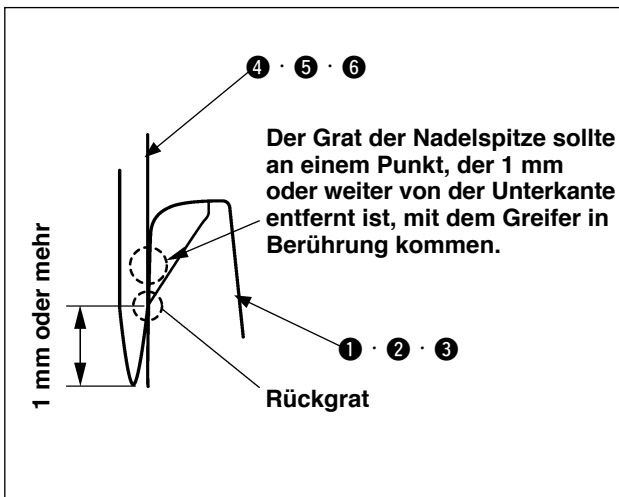 ❹ · ❺ · ❻
Der Grat der Nadelspitze sollte
an einem Punkt, der 1 mm
oder weiter von der Unterkante
entfernt ist, mit dem Greifer in
Berührung kommen.
1 mm oder mehr
❶ · ❷ · ❸
Rückgrat